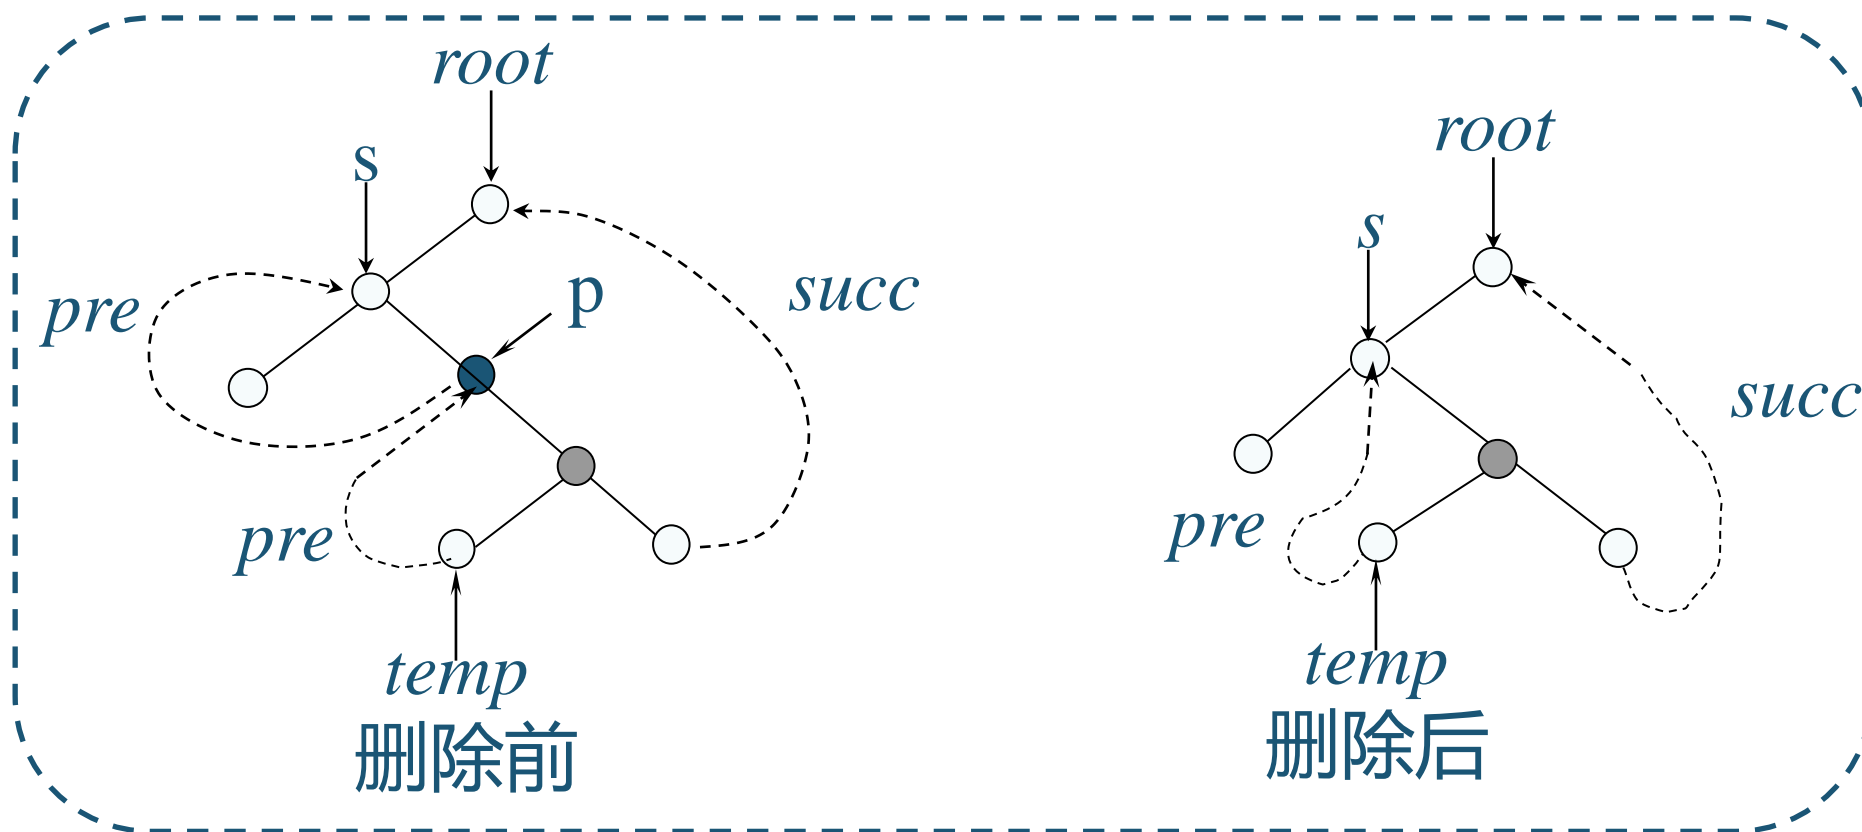 root
s
pre
p
succ
pre
temp
删除前
root
s
succ
pre
temp
删除后